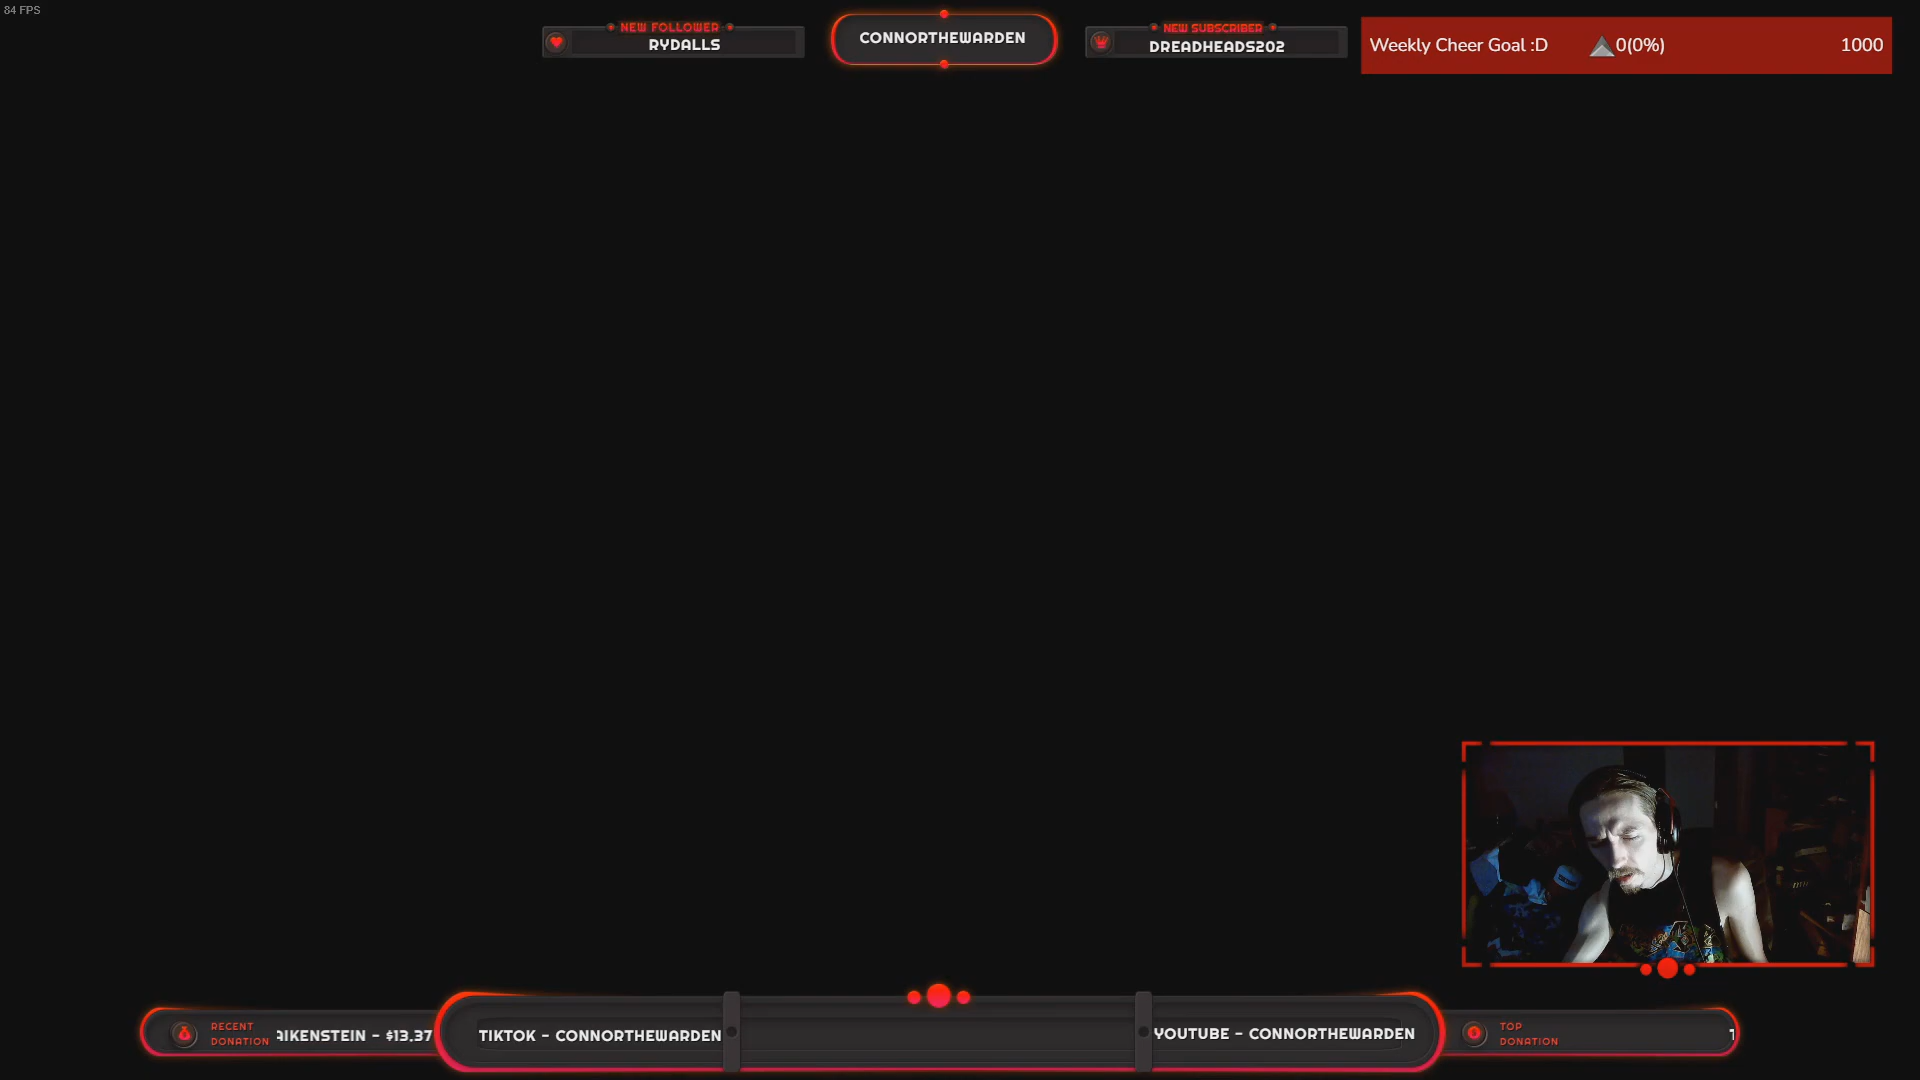 84 FPS
NEW FOLLOWER
RYDALLS
CONNORTHEWARDEN
NEW SUBSCRIBER
DREADHEADS202
Weekly Cheer Goal :D 0(0%) 1000
RECENT
DONATION
AIKENSTEIN - $13.37
TIKTOK - CONNORTHEWARDEN
YOUTUBE - CONNORTHEWARDEN
TOP
DONATION